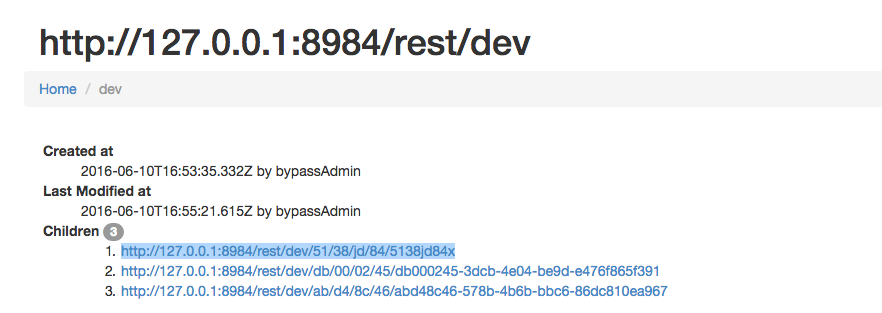 http://127.0.0.1:8984/rest/dev
Home / dev
Created at
2016-06-10T16:53:35.332Z by bypassAdmin
Last Modified at
2016-06-10T16:55:21.615Z by bypassAdmin
Children 3
1. http://127.0.0.1:8984/rest/dev/51/38/jd/84/5138jd84x
2. http://127.0.0.1:8984/rest/dev/db/00/02/45/db000245-3dcb-4e04-be9d-e476f865f391
3. http://127.0.0.1:8984/rest/dev/ab/d4/8c/46/abd48c46-578b-4b6b-bbc6-86dc810ea967